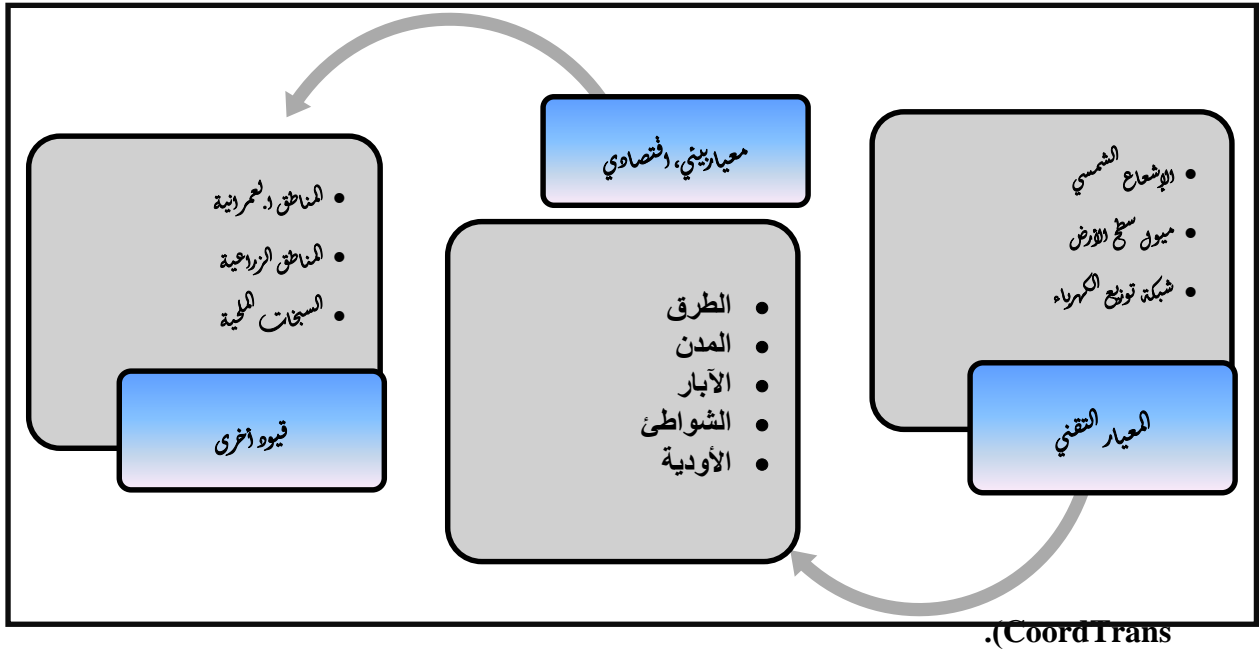 • الإشعاع الشمسي
• ميول سطح الأرض
• شبكة توزيع الكهرباء
المعيار التقني
معيار بيئي، اقتصادي
• الطرق
• المدن
• الآبار
• الشواطئ
• الأودية
• المناطق العمرانية
• المناطق الزراعية
• السبخات الملحية
قيود أخرى
CoordTrans).